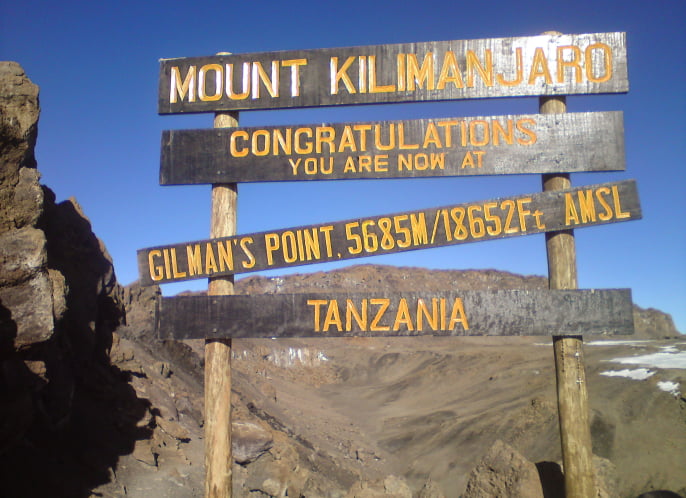 MOUNT KILIMANJARO
CONGRATULATIONS
YOU ARE NOW AT
GILMAN'S POINT, 5685M/18652Ft AMSL
TANZANIA